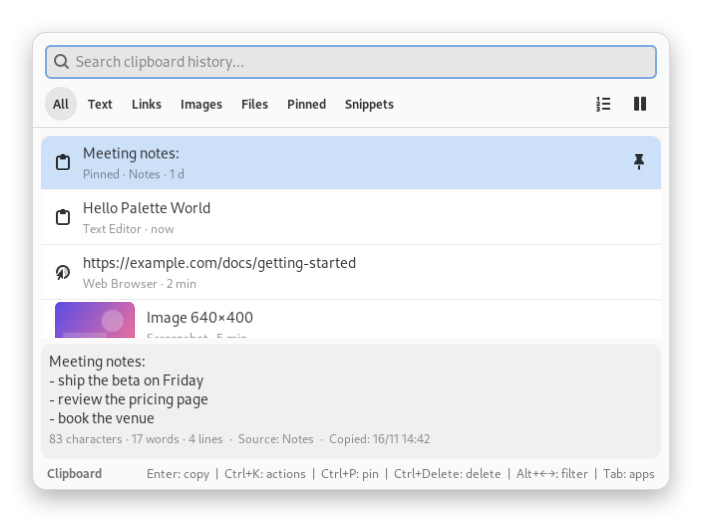 Search clipboard history...
All Text Links Images Files Pinned Snippets
Meeting notes:
Pinned · Notes · 1 d
Hello Palette World
Text Editor · now
https://example.com/docs/getting-started
Web Browser · 2 min
Image 640×400
Screenshot · 5 min
Meeting notes:
- ship the beta on Friday
- review the pricing page
- book the venue
83 characters · 17 words · 4 lines · Source: Notes · Copied: 16/11 14:42
Clipboard Enter: copy | Ctrl+K: actions | Ctrl+P: pin | Ctrl+Delete: delete | Alt+←→: filter | Tab: apps